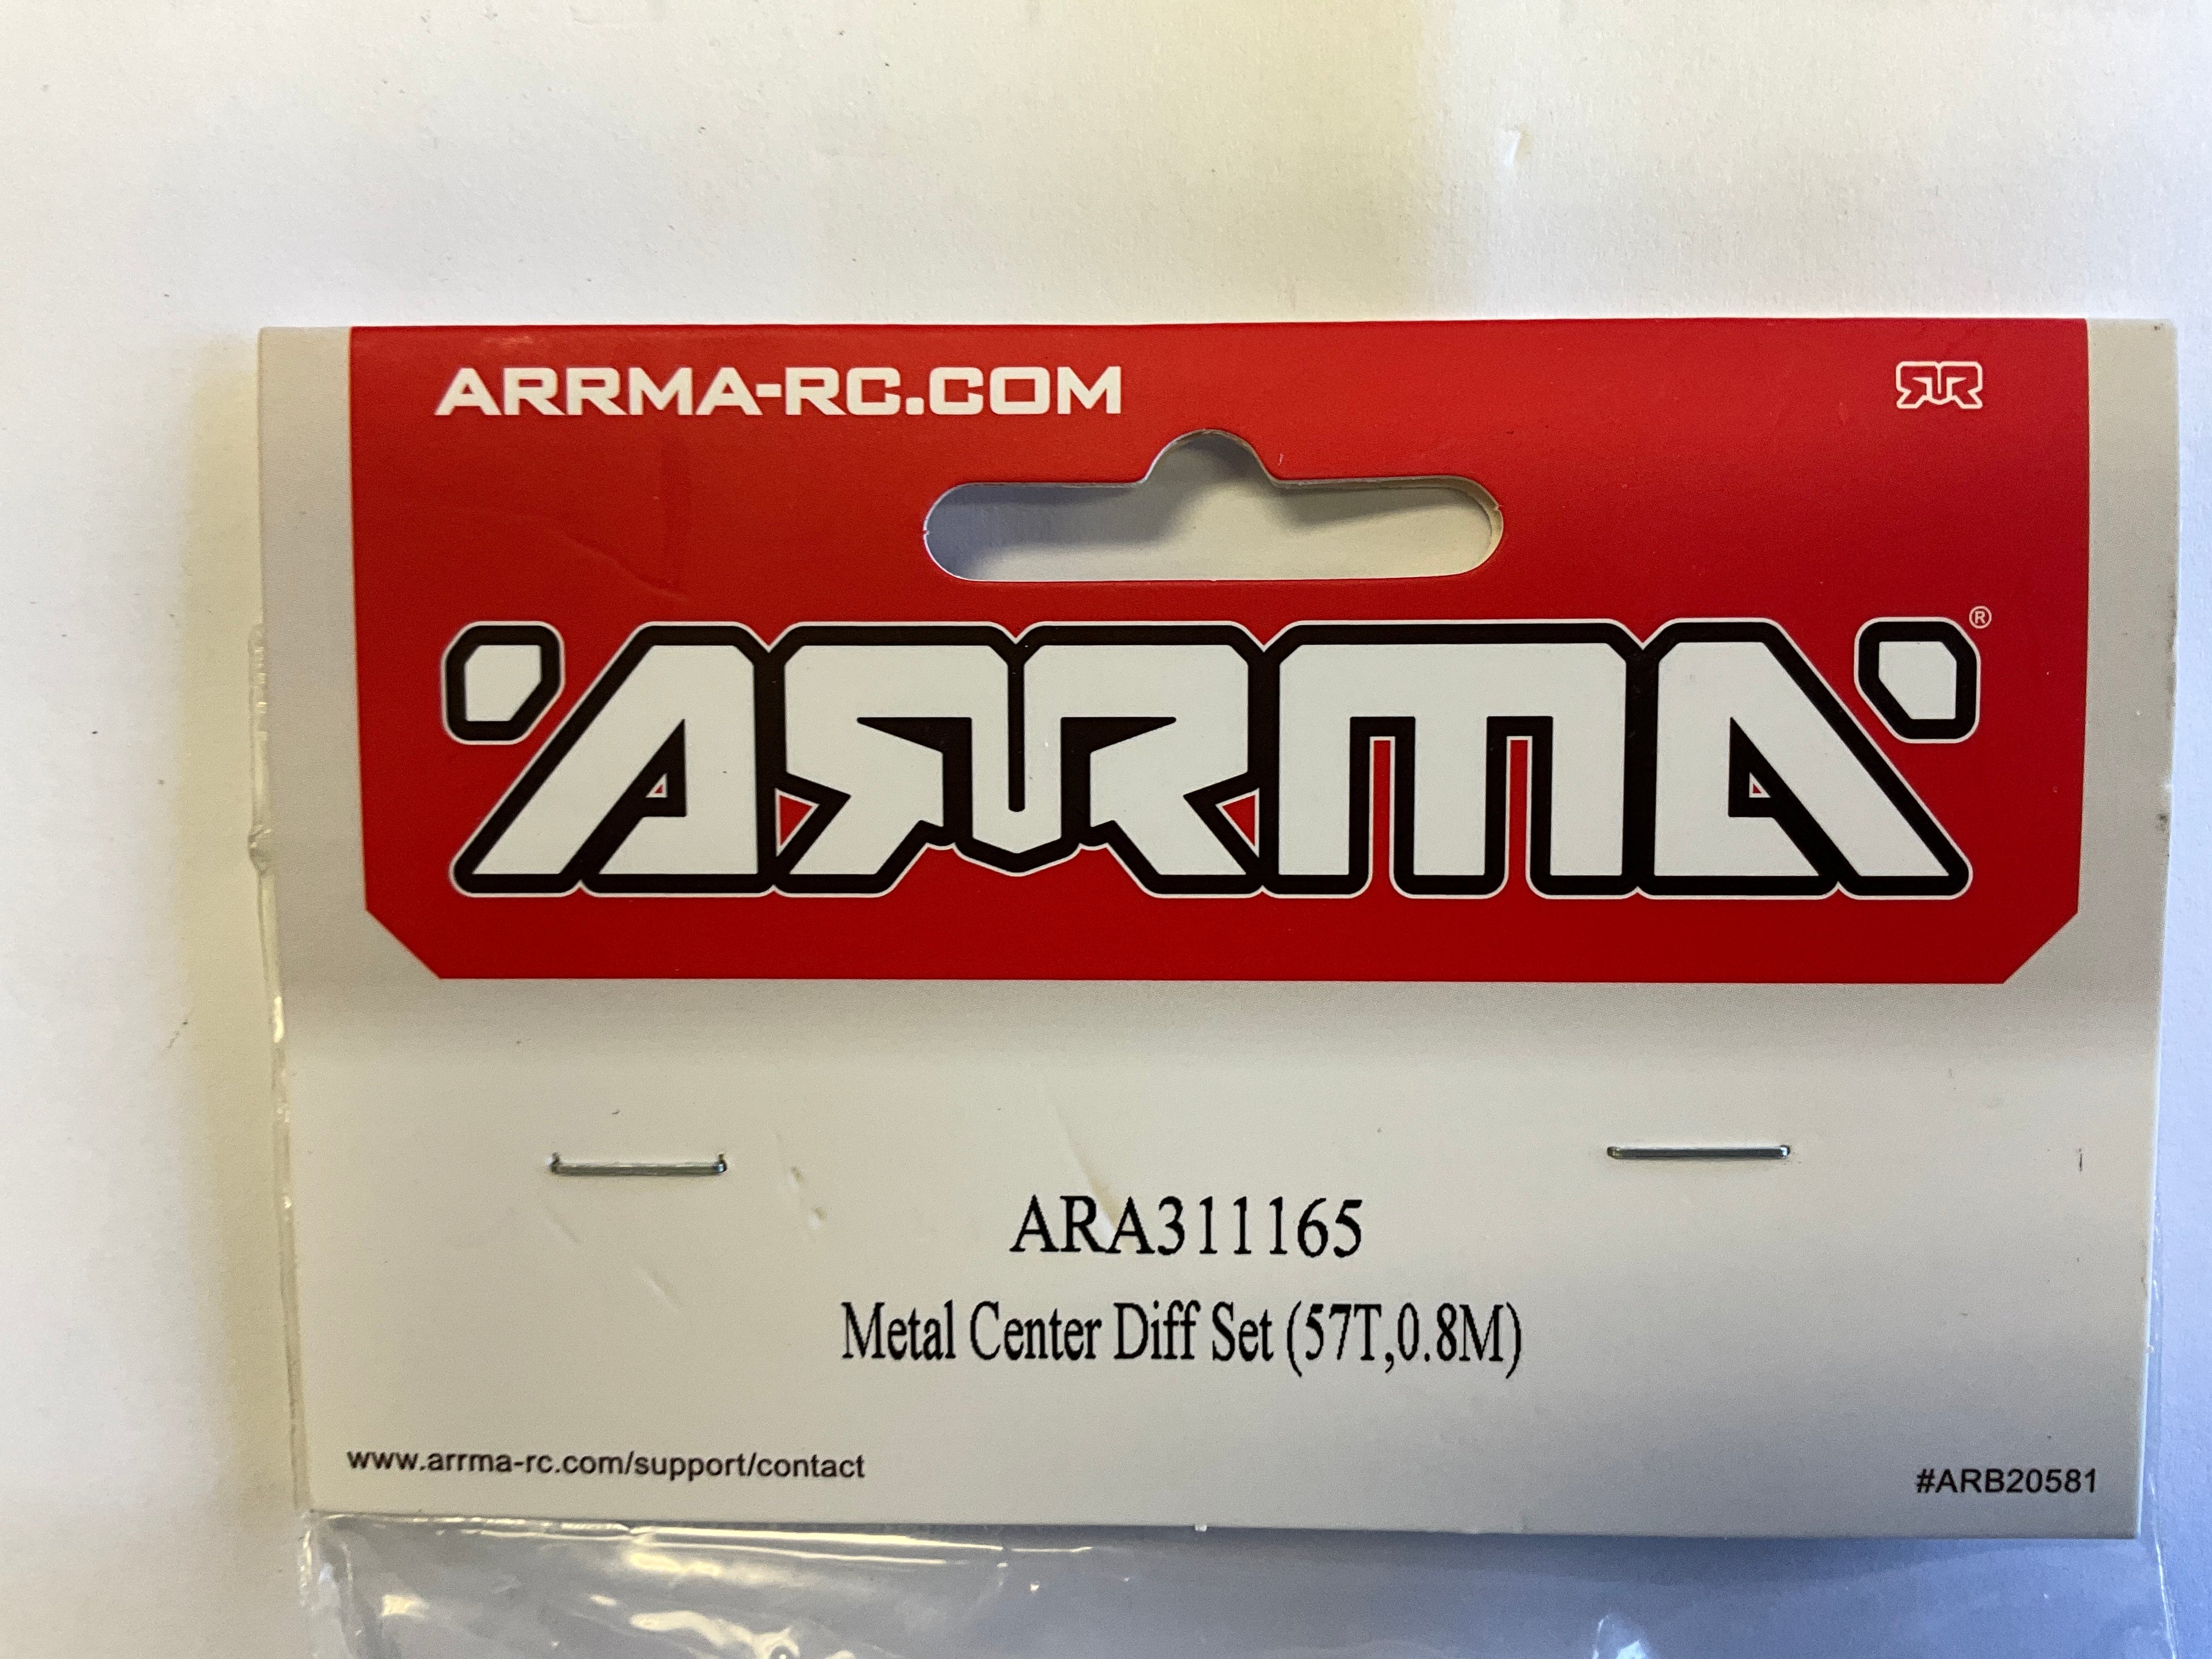 ARRMA-RC.COM
ARRMA®
ARA311165
Metal Center Diff Set (57T,0.8M)
www.arrma-rc.com/support/contact
#ARB20581